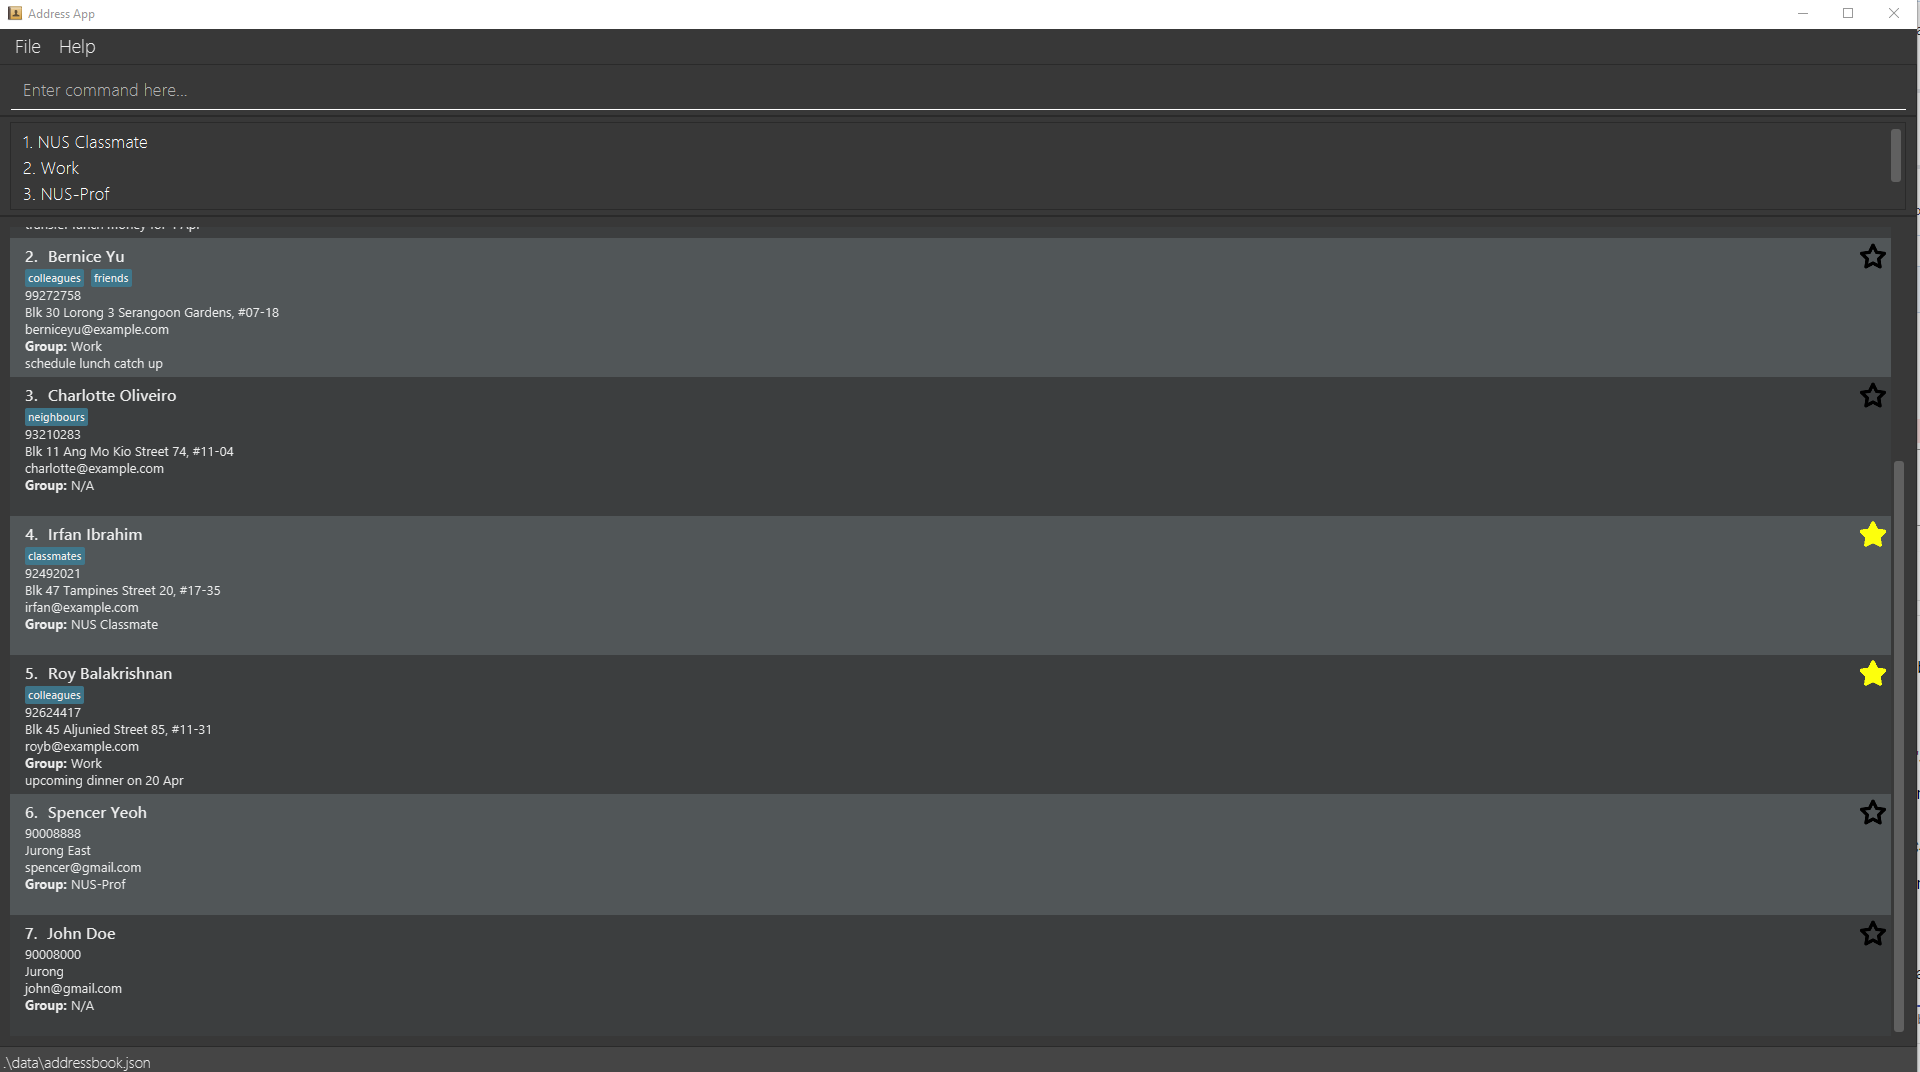 Address App
File Help
Enter command here...
1. NUS Classmate
2. Work
3. NUS-Prof
transfer lunch money for 1 Apr
2. Bernice Yu
colleagues friends
99272758
Blk 30 Lorong 3 Serangoon Gardens, #07-18
berniceyu@example.com
Group: Work
schedule lunch catch up
3. Charlotte Oliveiro
neighbours
93210283
Blk 11 Ang Mo Kio Street 74, #11-04
charlotte@example.com
Group: N/A
4. Irfan Ibrahim
classmates
92492021
Blk 47 Tampines Street 20, #17-35
irfan@example.com
Group: NUS Classmate
5. Roy Balakrishnan
colleagues
92624417
Blk 45 Aljunied Street 85, #11-31
royb@example.com
Group: Work
upcoming dinner on 20 Apr
6. Spencer Yeoh
90008888
Jurong East
spencer@gmail.com
Group: NUS-Prof
7. John Doe
90008000
Jurong
john@gmail.com
Group: N/A
.\data\addressbook.json